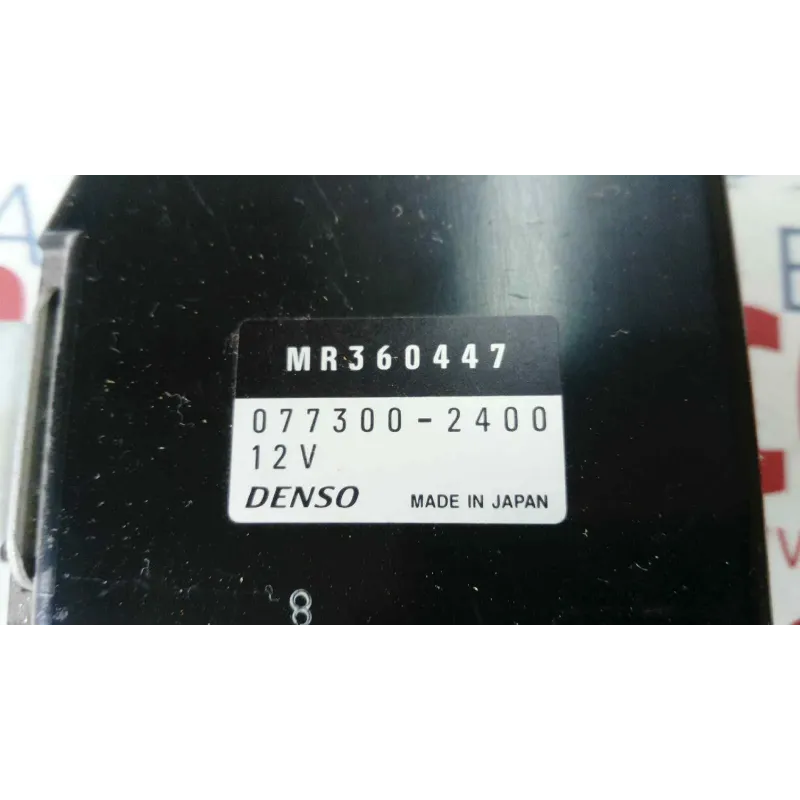 MR360447
077300-2400
12V
DENSO MADE IN JAPAN
8